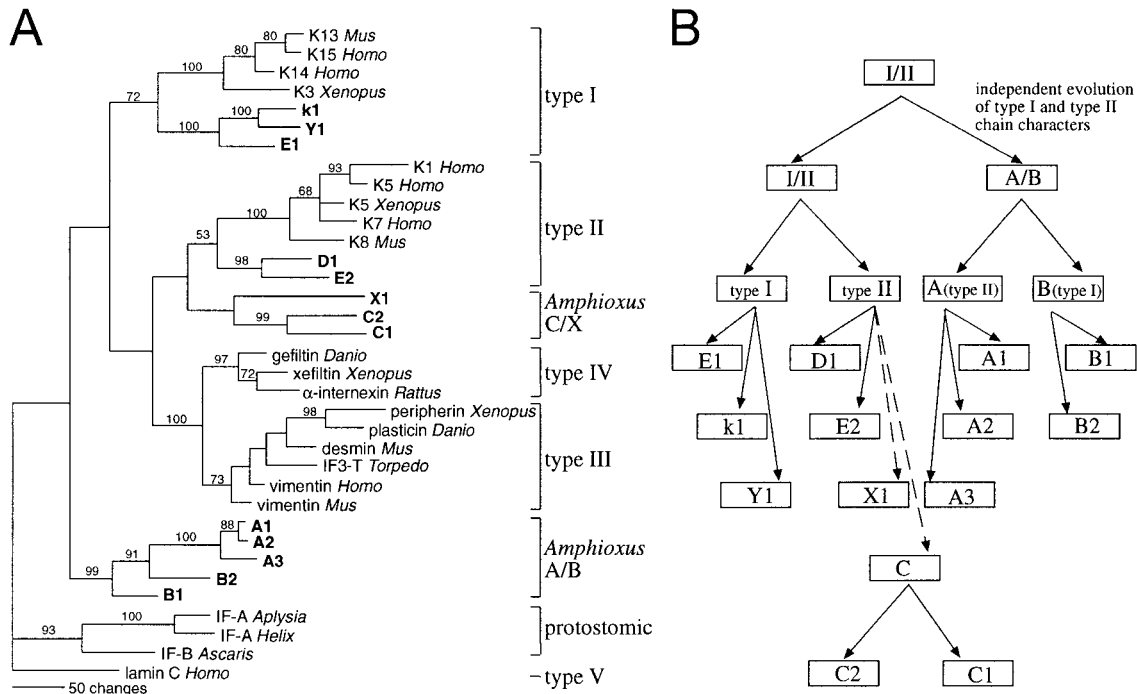 A
80
K13 Mus
80
K15 Homo
100
K14 Homo
K3 Xenopus
72
100
k1
100
Y1
E1
type I
93
K1 Homo
K5 Homo
68
K5 Xenopus
100
K7 Homo
K8 Mus
53
98
D1
E2
type II
X1
99
C2
C1
Amphioxus
C/X
97
gefiltin Danio
72
xefiltin Xenopus
α-internexin Rattus
type IV
100
98
peripherin Xenopus
plasticin Danio
desmin Mus
IF3-T Torpedo
73
vimentin Homo
vimentin Mus
type III
88
A1
100
A2
91
A3
99
B2
B1
Amphioxus
A/B
100
IF-A Aplysia
93
IF-A Helix
IF-B Ascaris
protostomic
lamin C Homo
type V
50 changes
B
I/II
independent evolution
of type I and type II
chain characters
I/II
A/B
type I
type II
A(type II)
B(type I)
E1
D1
A1
B1
k1
E2
A2
B2
Y1
X1
A3
C
C2
C1